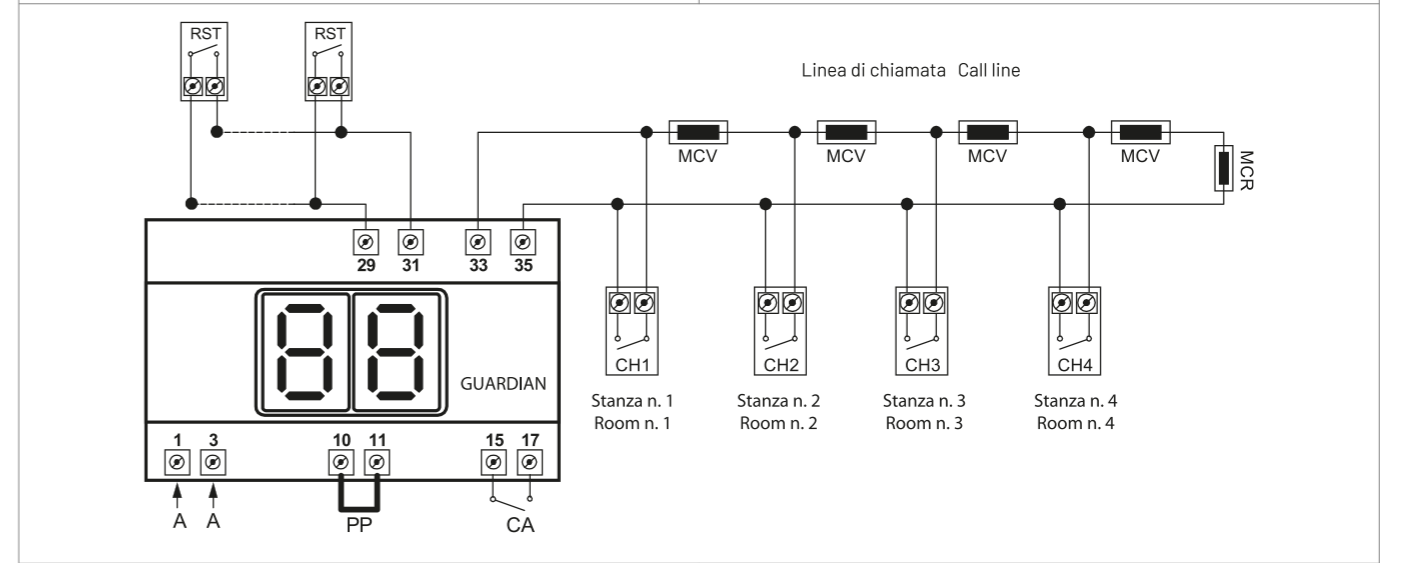 RST RST
Linea di chiamata Call line
MCV MCV MCV MCV
MCR
29 31 33 35
88
GUARDIAN
CH1 CH2 CH3 CH4
Stanza n. 1 Stanza n. 2 Stanza n. 3 Stanza n. 4
Room n. 1 Room n. 2 Room n. 3 Room n. 4
1 3 10 11 15 17
A A PP CA